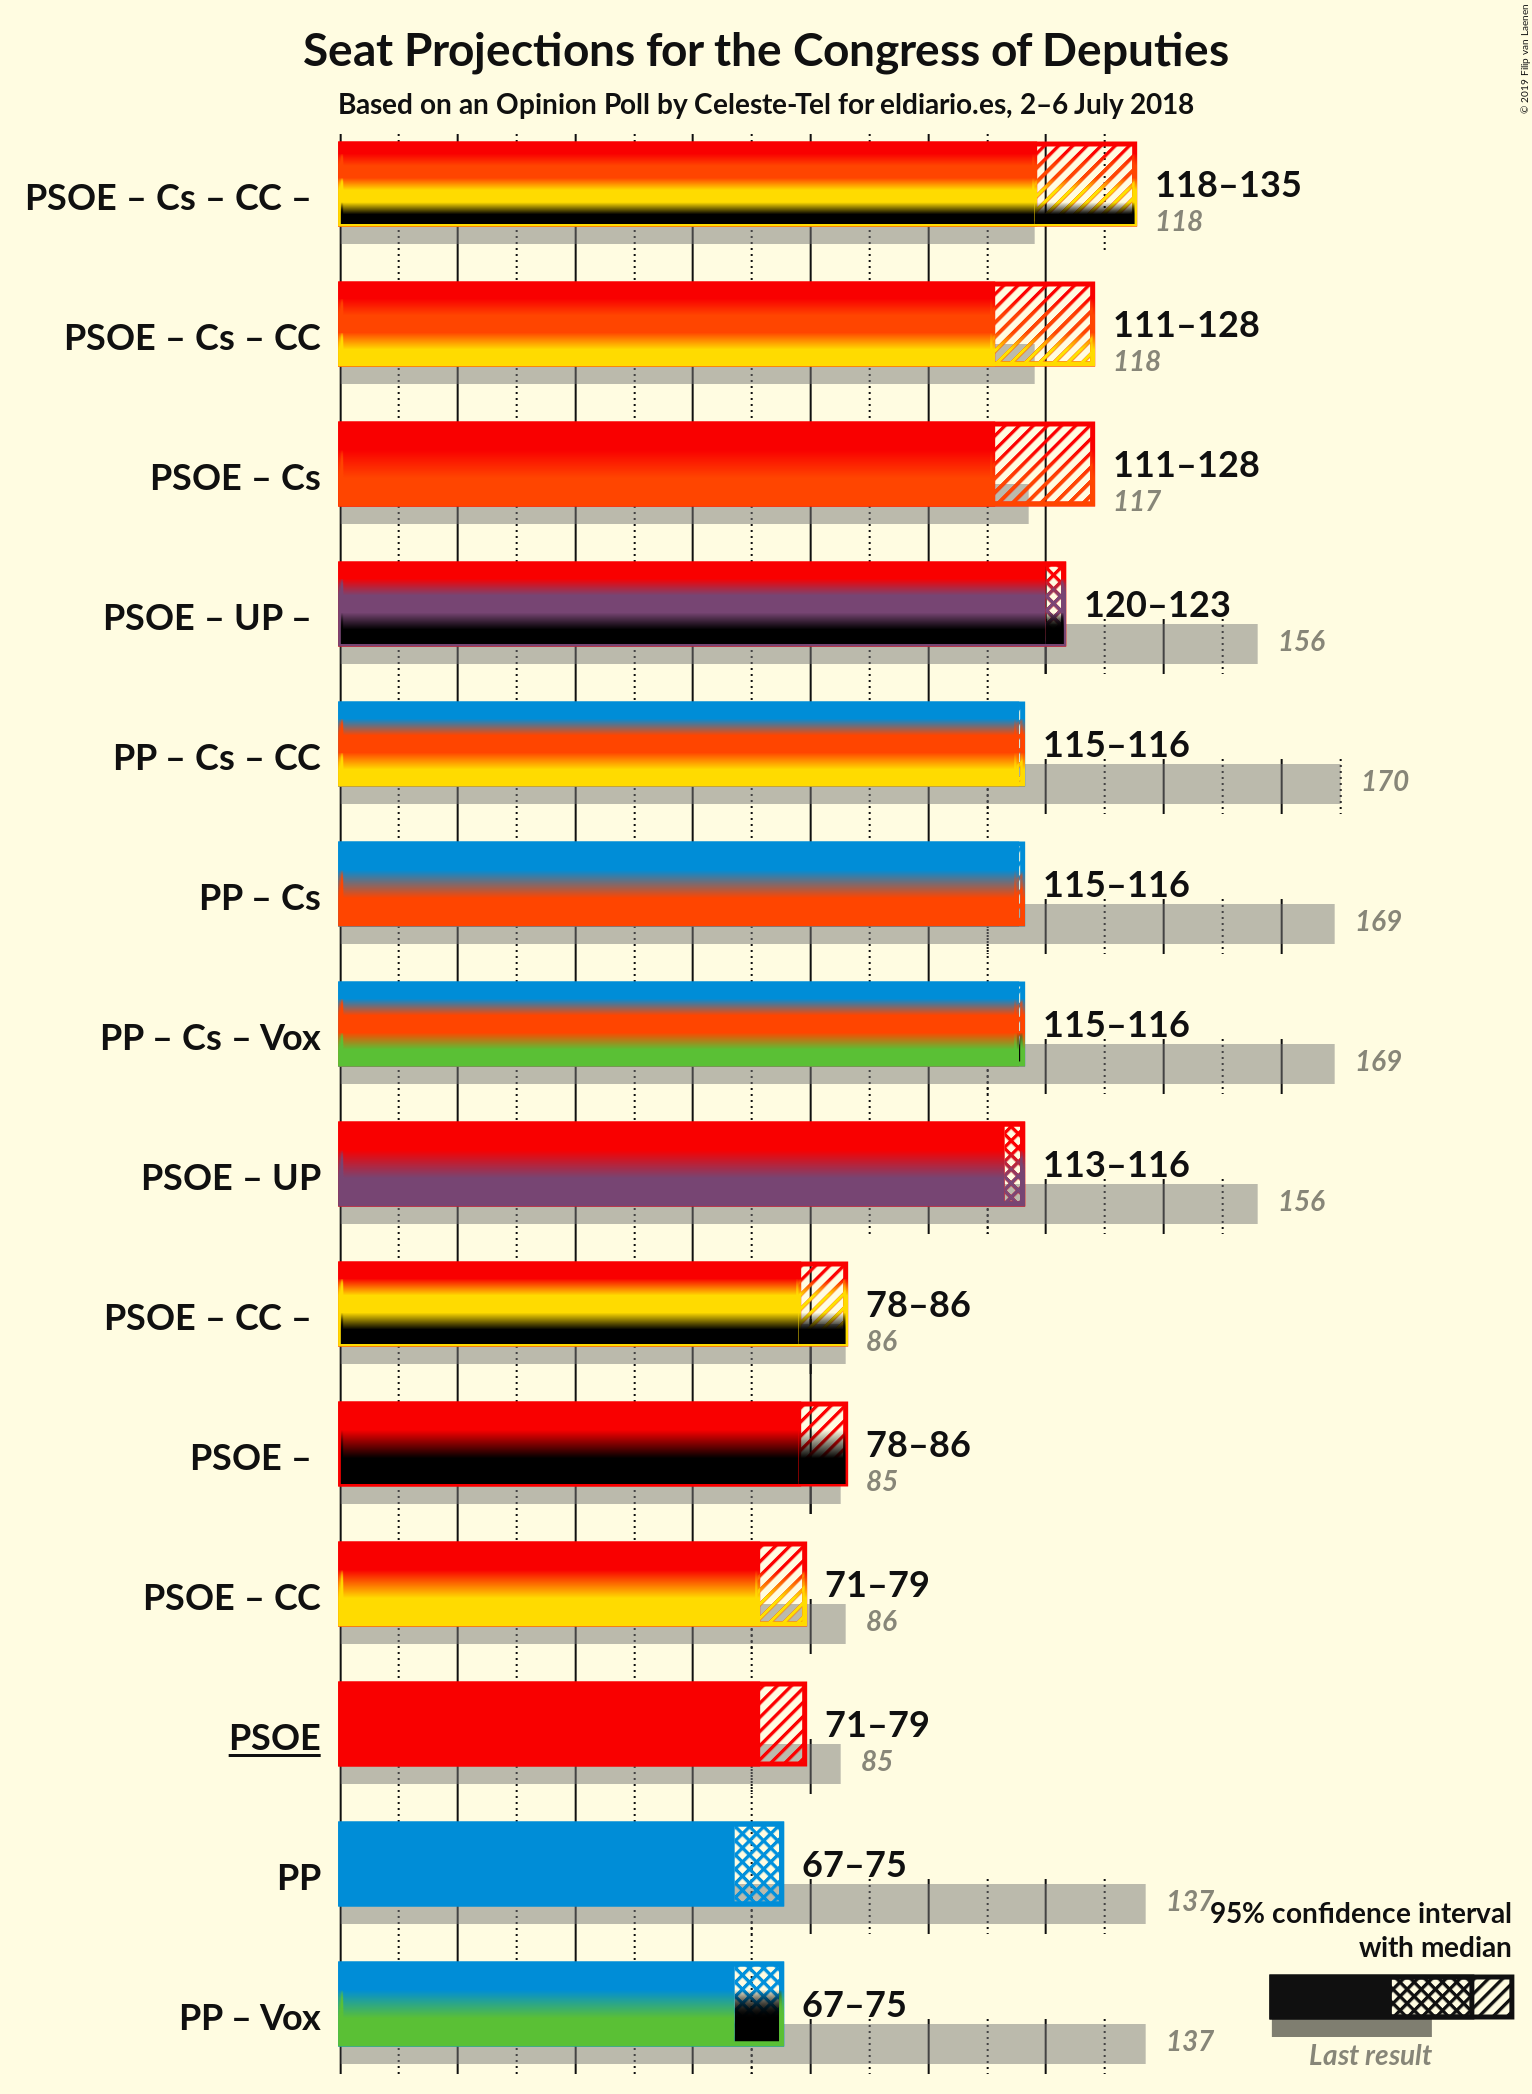 © 2019 Filip van Laenen
Seat Projections for the Congress of Deputies
Based on an Opinion Poll by Celeste-Tel for eldiario.es, 2–6 July 2018
PSOE – Cs – CC –
118–135
118
PSOE – Cs – CC
111–128
118
PSOE – Cs
111–128
117
PSOE – UP –
120–123
156
PP – Cs – CC
115–116
170
PP – Cs
115–116
169
PP – Cs – Vox
115–116
169
PSOE – UP
113–116
156
PSOE – CC –
78–86
86
PSOE –
78–86
85
PSOE – CC
71–79
86
PSOE
71–79
85
PP
67–75
137
PP – Vox
67–75
137
95% confidence interval
with median
Last result